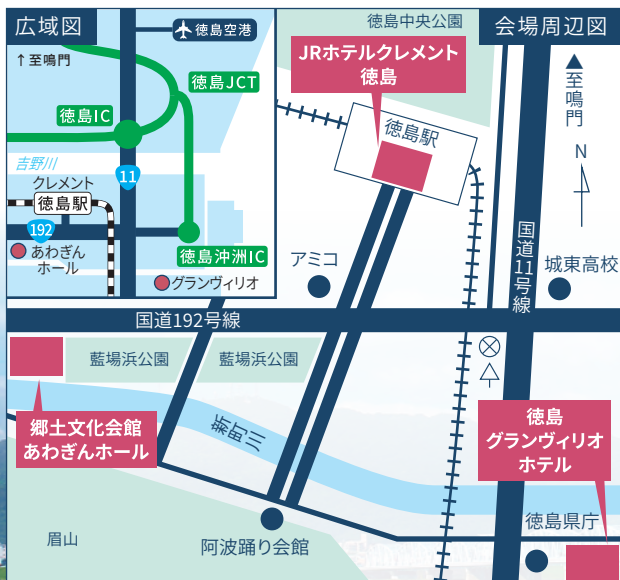 広域図
徳島空港
↑至鳴門
徳島JCT
徳島IC
吉野川
11
クレメント
徳島駅
192
あわぎん
ホール
徳島沖洲IC
グランヴィリオ
徳島中央公園
会場周辺図
JRホテルクレメント
徳島
▲至鳴門
N
徳島駅
国道11号線
アミコ
城東高校
国道192号線
藍場浜公園
藍場浜公園
新町川
郷土文化会館
あわぎんホール
徳島
グランヴィリオ
ホテル
眉山
阿波踊り会館
徳島県庁